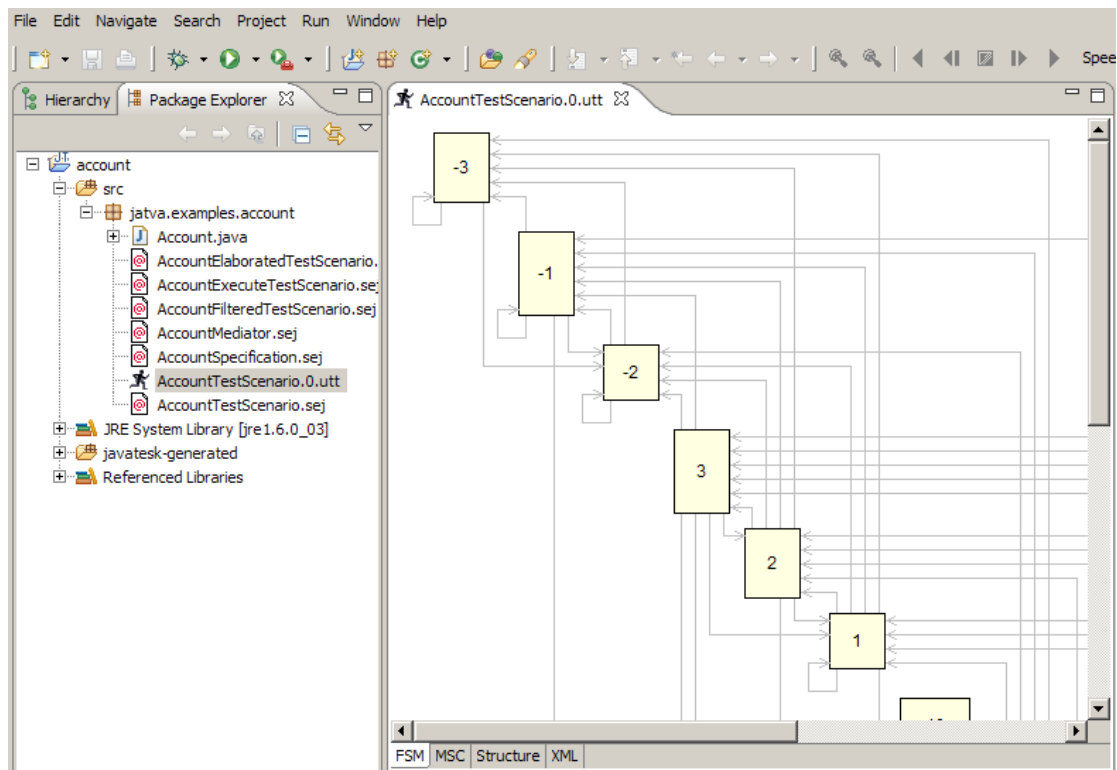 File Edit Navigate Search Project Run Window Help
Spee
Hierarchy Package Explorer
AccountTestScenario.0.utt
account
src
jatva.examples.account
Account.java
AccountElaboratedTestScenario.
AccountExecuteTestScenario.sej
AccountFilteredTestScenario.sej
AccountMediator.sej
AccountSpecification.sej
AccountTestScenario.0.utt
AccountTestScenario.sej
JRE System Library [jre1.6.0_03]
javatesk-generated
Referenced Libraries
-3
-1
-2
3
2
1
FSM MSC Structure XML